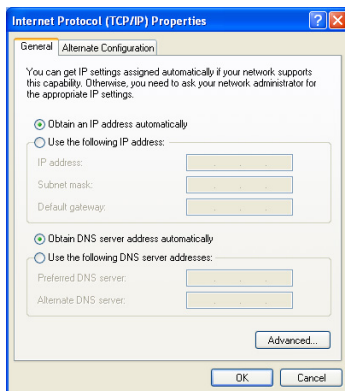 Internet Protocol (TCP/IP) Properties
General
Alternate Configuration
You can get IP settings assigned automatically if your network supports
this capability. Otherwise, you need to ask your network administrator for
the appropriate IP settings.
Obtain an IP address automatically
Use the following IP address:
IP address:
Subnet mask:
Default gateway:
Obtain DNS server address automatically
Use the following DNS server addresses:
Preferred DNS server:
Alternate DNS server:
Advanced...
OK
Cancel